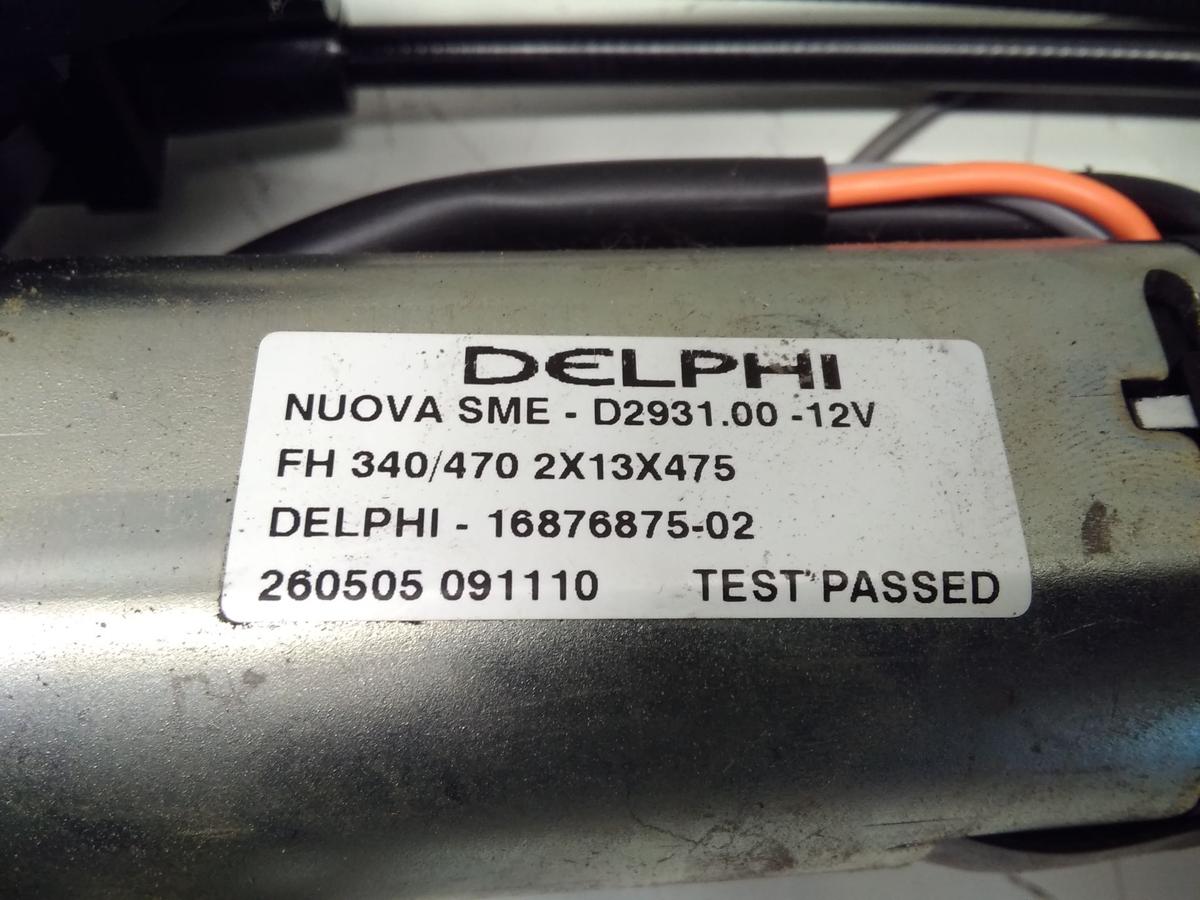 DELPHI
NUOVA SME - D2931.00 -12V
FH 340/470 2X13X475
DELPHI - 16876875-02
260505 091110 TEST PASSED